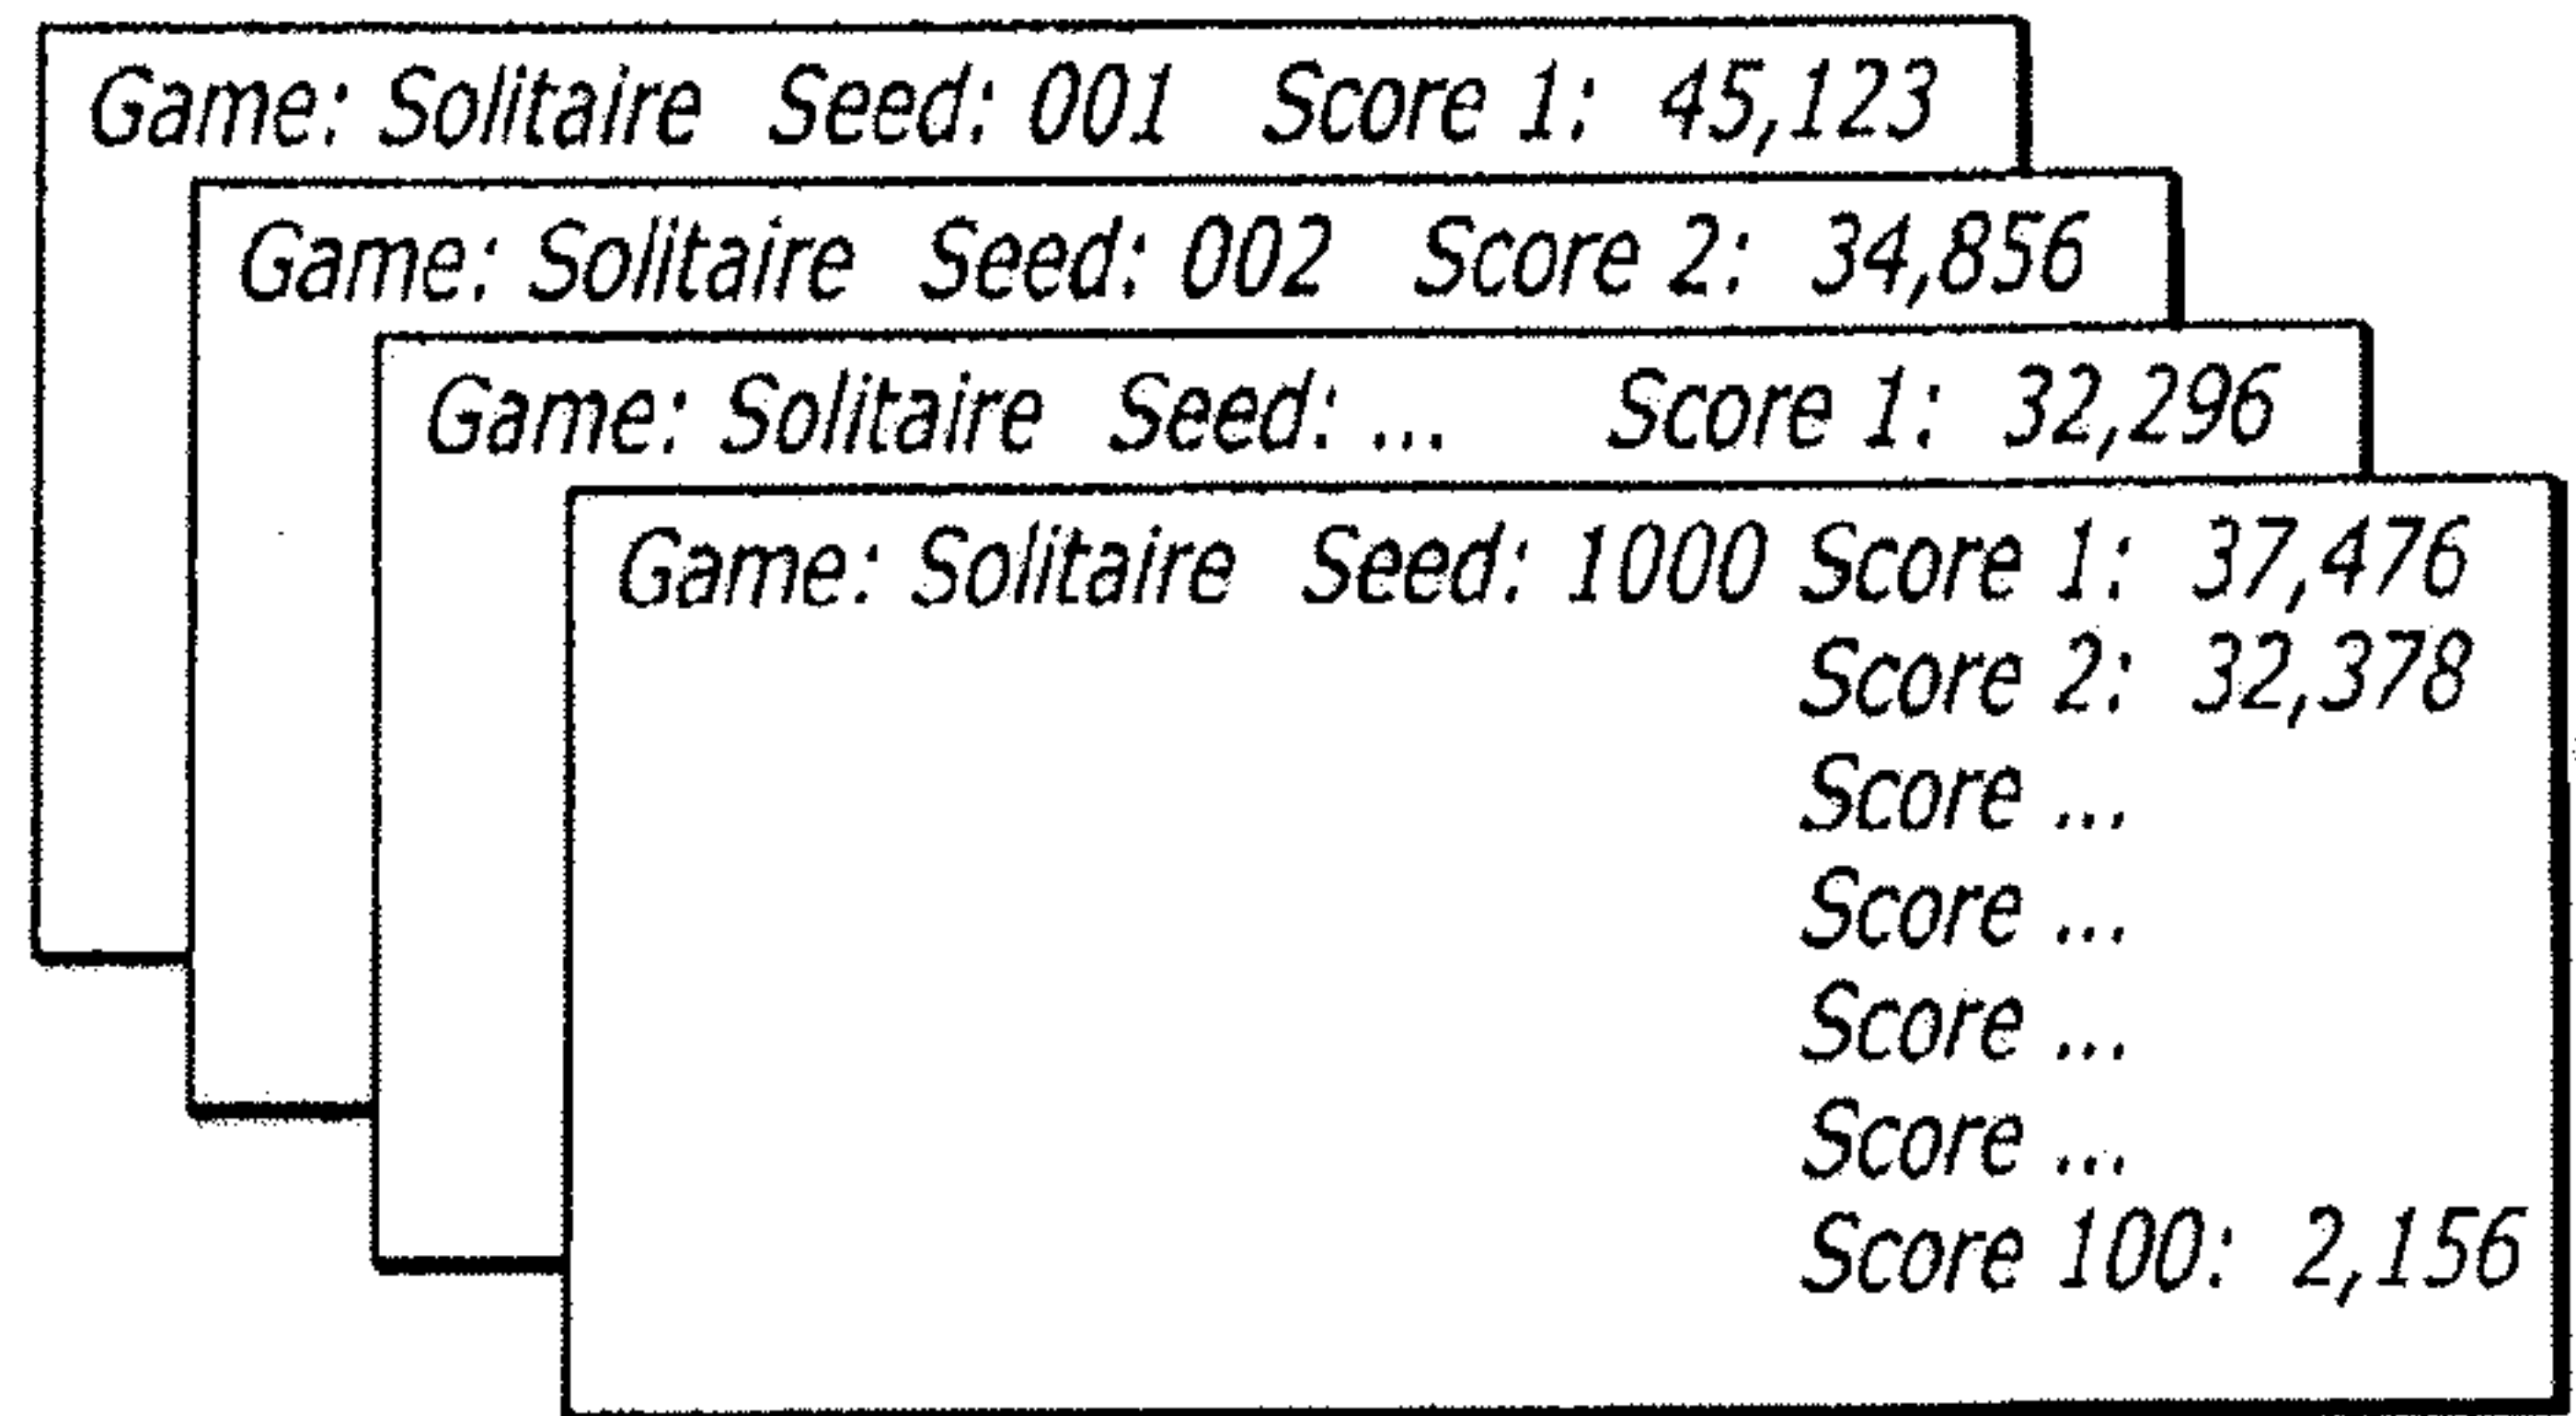 Game: Solitaire Seed: 001 Score 1: 45,123
Game: Solitaire Seed: 002 Score 2: 34,856
Game: Solitaire Seed: ... Score 1: 32,296
Game: Solitaire Seed: 1000 Score 1: 37,476
Score 2: 32,378
Score ...
Score ...
Score ...
Score ...
Score 100: 2,156